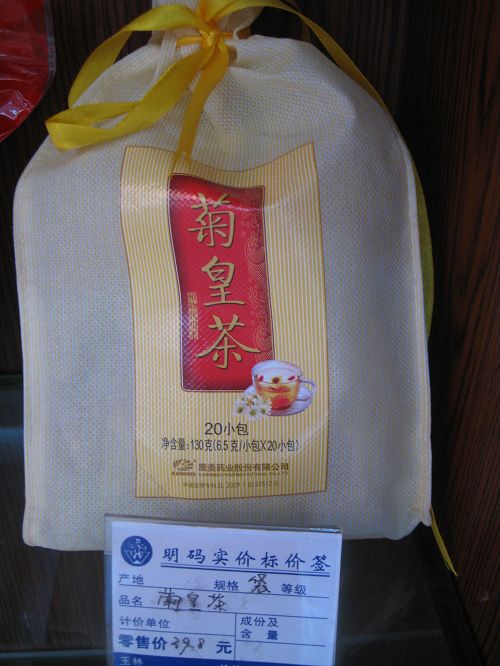 菊皇茶
20小包
净含量:130克(6.5克/小包X20小包)
康美药业股份有限公司
KANGMEI
明码实价标价签
产地 规格 袋 等级
品名 菊皇茶
计价单位 成份及含量
零售价 39.8 元
玉林